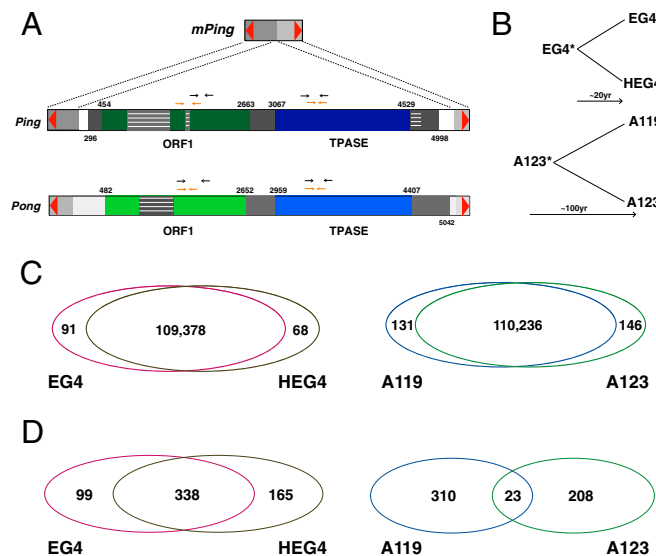 A
mPing
454 2663 3067 4529
Ping
296 4998
ORF1 TPASE
482 2652 2959 4407
Pong
5042
ORF1 TPASE
B
EG4
EG4*
HEG4
~20yr
A119
A123*
A123
~100yr
C
91 109,378 68
EG4 HEG4
131 110,236 146
A119 A123
D
99 338 165
EG4 HEG4
310 23 208
A119 A123